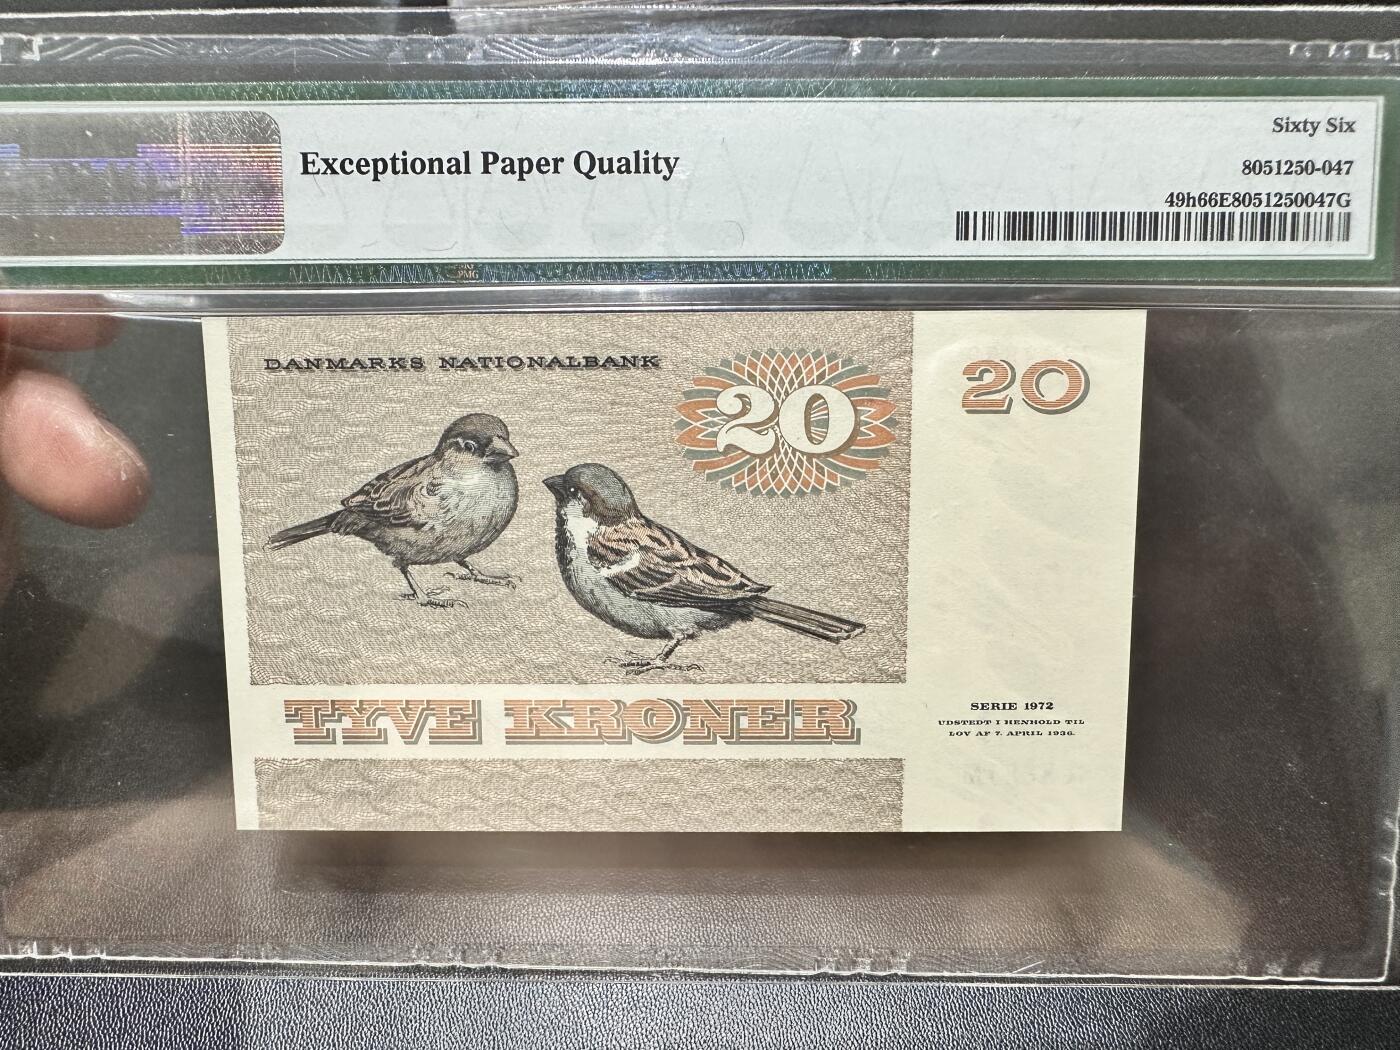 Sixty Six
Exceptional Paper Quality
8051250-047
49h66E8051250047G
PMG
DANMARKS NATIONALBANK
20
20
TYVE KRONER
SERIE 1972
UDSTEDT I HENHOLD TIL
LOV AF 7. APRIL 1936.